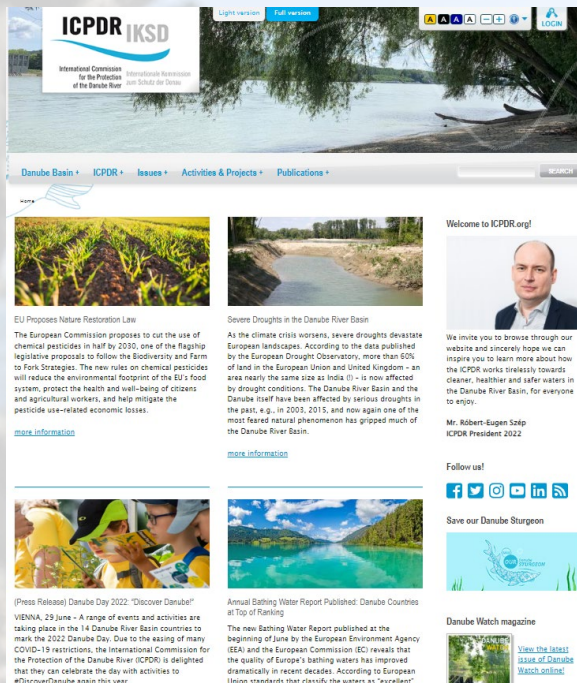 Light version
Full version
A A A A
LOGIN
ICPDR IKSD
International Commission
for the Protection
of the Danube River
Internationale Kommission
zum Schutz der Donau
Danube Basin + ICPDR + Issues + Activities & Projects + Publications +
SEARCH
Home
EU Proposes Nature Restoration Law
The European Commission proposes to cut the use of
chemical pesticides in half by 2030, one of the flagship
legislative proposals to follow the Biodiversity and Farm
to Fork Strategies. The new rules on chemical pesticides
will reduce the environmental footprint of the EU's food
system, protect the health and well-being of citizens
and agricultural workers, and help mitigate the
pesticide use-related economic losses.
more information
Severe Droughts in the Danube River Basin
As the climate crisis worsens, severe droughts devastate
European landscapes. According to the data published
by the European Drought Observatory, more than 60%
of land in the European Union and United Kingdom - an
area nearly the same size as India (!) - is now affected
by drought conditions. The Danube River Basin and the
Danube itself have been affected by serious droughts in
the past, e.g., in 2003, 2015, and now again one of the
most feared natural phenomenon has gripped much of
the Danube River Basin.
more information
(Press Release) Danube Day 2022: "Discover Danube!"
VIENNA, 29 June - A range of events and activities are
taking place in the 14 Danube River Basin countries to
mark the 2022 Danube Day. Due to the easing of many
COVID-19 restrictions, the International Commission for
the Protection of the Danube River (ICPDR) is delighted
that they can celebrate the day with activities to
#DiscoverDanube again this year.
Annual Bathing Water Report Published: Danube Countries
at Top of Ranking
The new Bathing Water Report published at the
beginning of June by the European Environment Agency
(EEA) and the European Commission (EC) reveals that
the quality of Europe's bathing waters has improved
dramatically in recent decades. According to European
Union standards that classify the waters as "excellent"
Welcome to ICPDR.org!
We invite you to browse through our
website and sincerely hope we can
inspire you to learn more about how
the ICPDR works tirelessly towards
cleaner, healthier and safer waters in
the Danube River Basin, for everyone
to enjoy.
Mr. Róbert-Eugen Szép
ICPDR President 2022
Follow us!
Save our Danube Sturgeon
STURGEON
Danube Watch magazine
DANUBE
WATCH
View the latest
issue of Danube
Watch online!